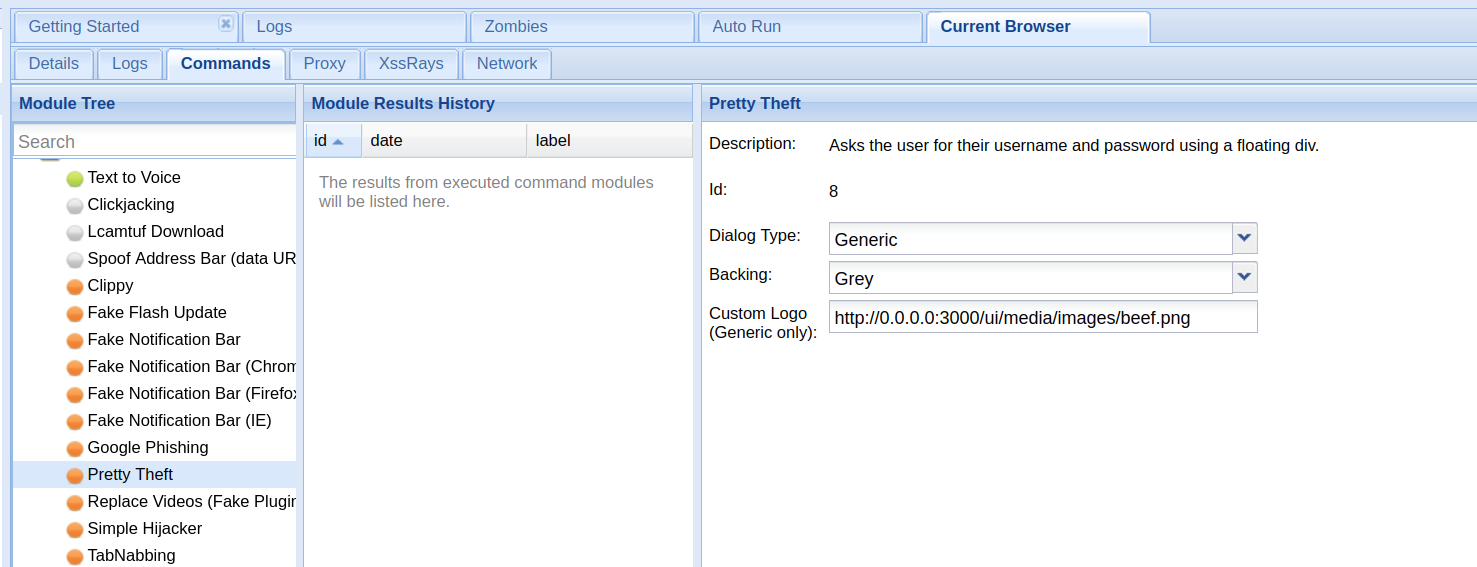 Getting Started
Logs
Zombies
Auto Run
Current Browser
Details
Logs
Commands
Proxy
XssRays
Network
Module Tree
Search
Text to Voice
Clickjacking
Lcamtuf Download
Spoof Address Bar (data UR
Clippy
Fake Flash Update
Fake Notification Bar
Fake Notification Bar (Chrom
Fake Notification Bar (Firefox
Fake Notification Bar (IE)
Google Phishing
Pretty Theft
Replace Videos (Fake Plugin
Simple Hijacker
TabNabbing
Module Results History
id
date
label
The results from executed command modules
will be listed here.
Pretty Theft
Description: Asks the user for their username and password using a floating div.
Id: 8
Dialog Type: Generic
Backing: Grey
Custom Logo
(Generic only): http://0.0.0.0:3000/ui/media/images/beef.png